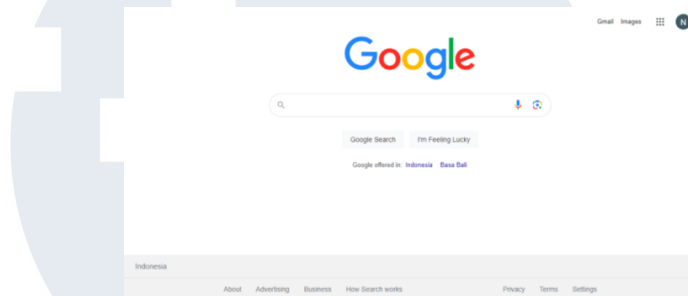 Gmail Images N
Google
Google Search I'm Feeling Lucky
Google offered in: Indonesia Basa Bali
Indonesia
About Advertising Business How Search works Privacy Terms Settings